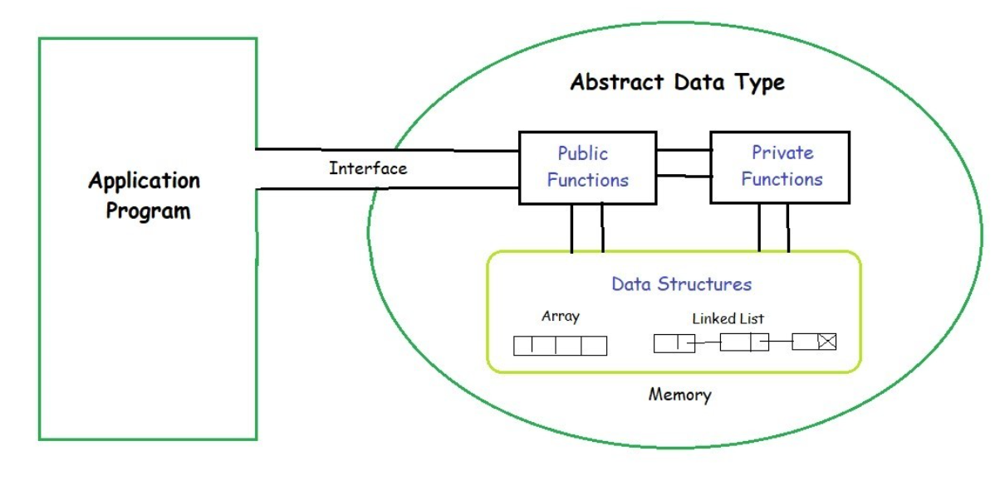 Abstract Data Type
Application
Program
Interface
Public
Functions
Private
Functions
Data Structures
Array
Linked List
Memory